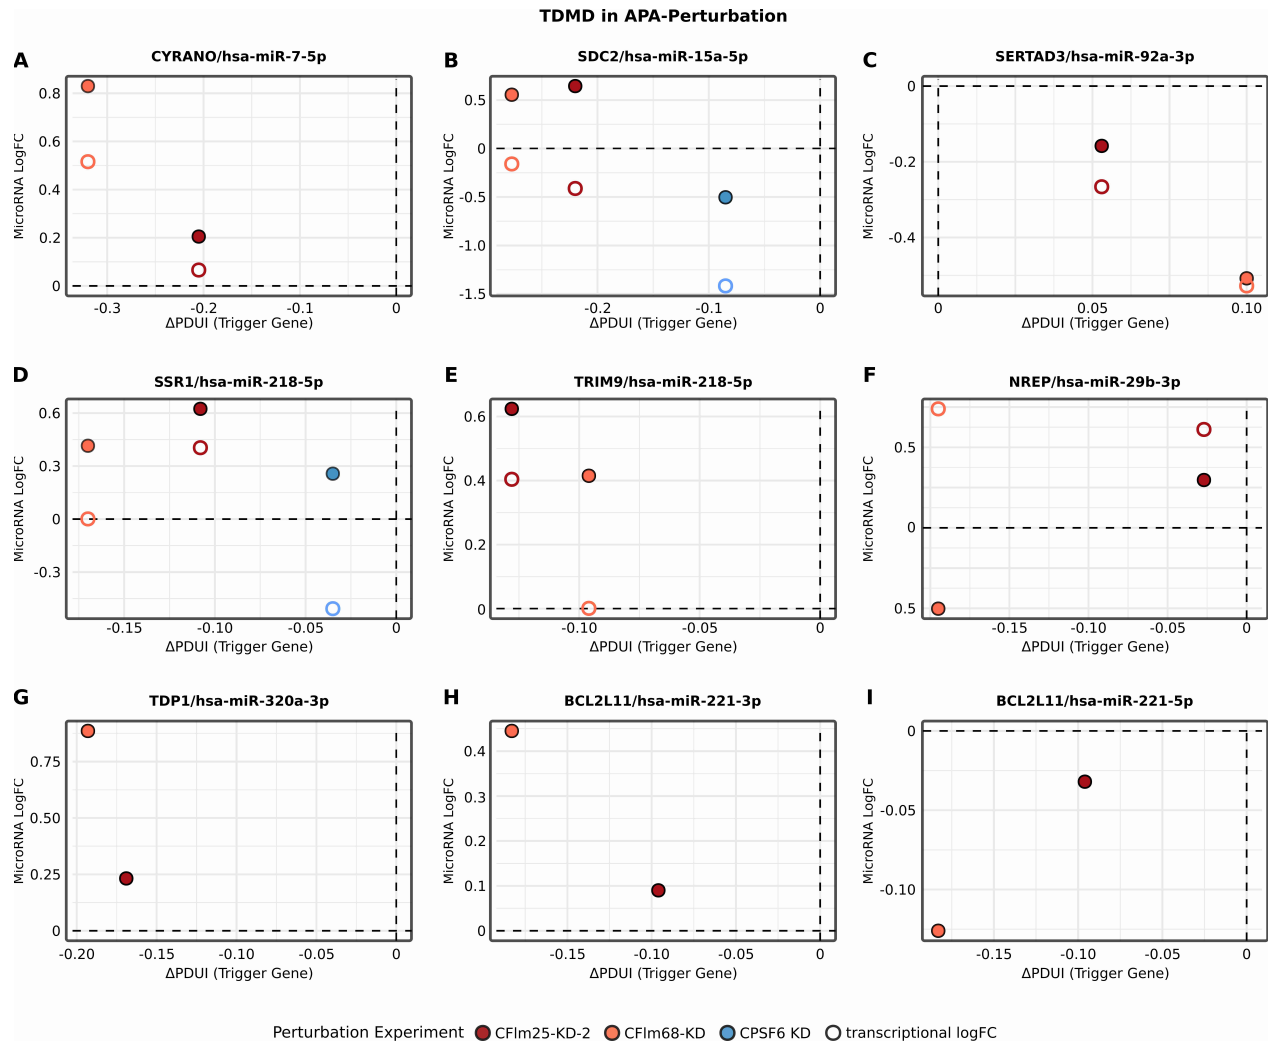 TDMD in APA-Perturbation
A
CYRANO/hsa-miR-7-5p
MicroRNA LogFC
0.8
0.6
0.4
0.2
0
-0.3
-0.2
-0.1
0
ΔPDUI (Trigger Gene)
B
SDC2/hsa-miR-15a-5p
MicroRNA LogFC
0.5
0
-0.5
-1.0
-1.5
-0.2
-0.1
0
ΔPDUI (Trigger Gene)
C
SERTAD3/hsa-miR-92a-3p
MicroRNA LogFC
0
-0.2
-0.4
0
0.05
0.10
ΔPDUI (Trigger Gene)
D
SSR1/hsa-miR-218-5p
MicroRNA LogFC
0.6
0.3
0
-0.3
-0.15
-0.10
-0.05
0
ΔPDUI (Trigger Gene)
E
TRIM9/hsa-miR-218-5p
MicroRNA LogFC
0.6
0.4
0.2
0
-0.10
-0.05
0
ΔPDUI (Trigger Gene)
F
NREP/hsa-miR-29b-3p
MicroRNA LogFC
0.5
0
0.5
-0.15
-0.10
-0.05
0
ΔPDUI (Trigger Gene)
G
TDP1/hsa-miR-320a-3p
MicroRNA LogFC
0.75
0.50
0.25
0
-0.20
-0.15
-0.10
-0.05
0
ΔPDUI (Trigger Gene)
H
BCL2L11/hsa-miR-221-3p
MicroRNA LogFC
0.4
0.3
0.2
0.1
0
-0.15
-0.10
-0.05
0
ΔPDUI (Trigger Gene)
I
BCL2L11/hsa-miR-221-5p
MicroRNA LogFC
0
-0.05
-0.10
-0.15
-0.10
-0.05
0
ΔPDUI (Trigger Gene)
Perturbation Experiment CFIm25-KD-2 CFIm68-KD CPSF6 KD transcriptional logFC